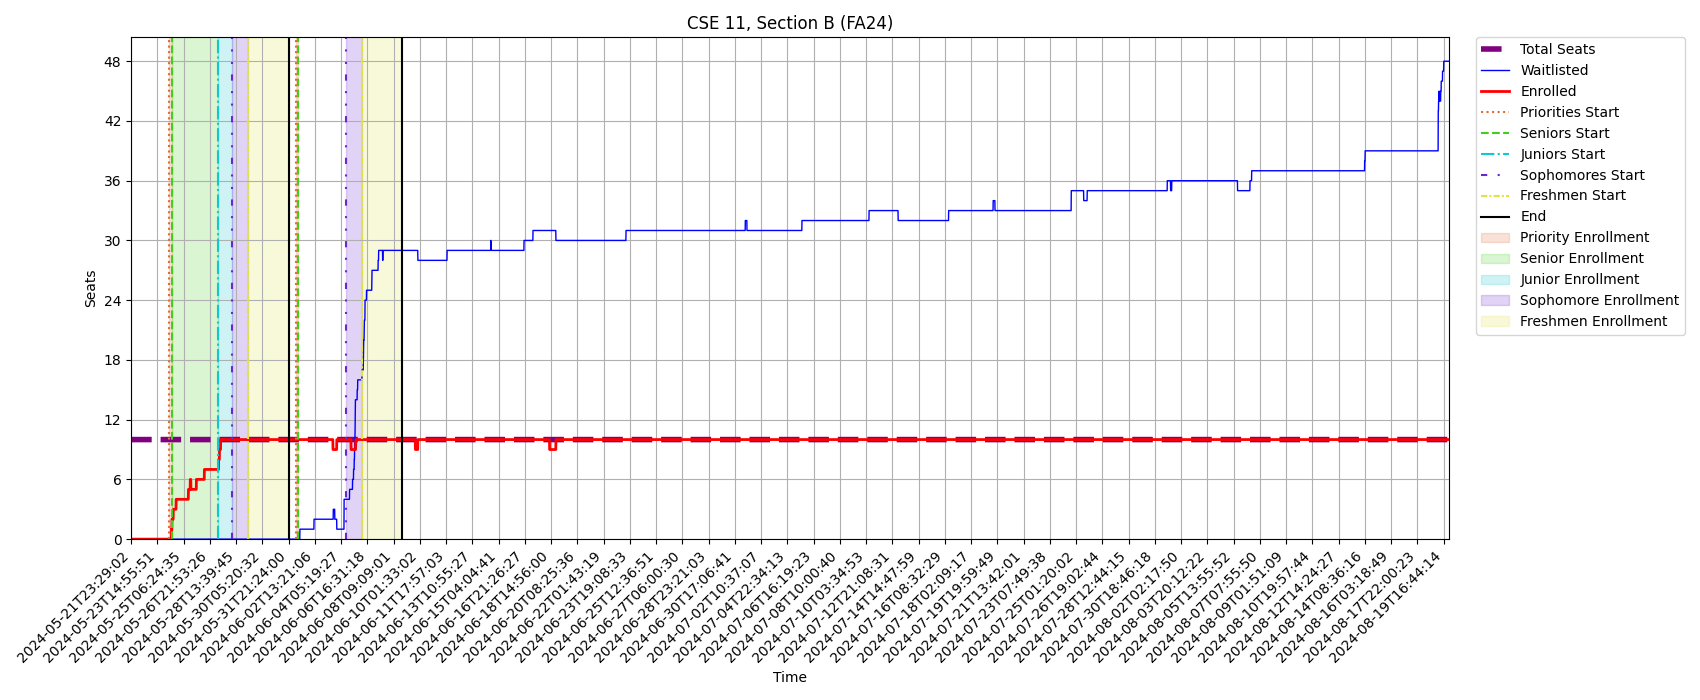 CSE 11, Section B (FA24)
Total Seats
Waitlisted
Enrolled
Priorities Start
Seniors Start
Juniors Start
Sophomores Start
Freshmen Start
End
Priority Enrollment
Senior Enrollment
Junior Enrollment
Sophomore Enrollment
Freshmen Enrollment
Seats
48
42
36
30
24
18
12
6
0
2024-05-21T23:29:02
2024-05-23T14:55:51
2024-05-25T06:24:35
2024-05-26T21:53:26
2024-05-28T13:39:45
2024-05-30T05:20:32
2024-05-31T21:24:00
2024-06-02T13:21:06
2024-06-04T05:19:27
2024-06-06T16:31:18
2024-06-08T09:09:01
2024-06-10T01:33:02
2024-06-11T17:57:03
2024-06-13T10:55:27
2024-06-15T04:04:41
2024-06-16T21:26:27
2024-06-18T14:56:00
2024-06-20T08:25:36
2024-06-22T01:43:19
2024-06-23T19:08:33
2024-06-25T12:36:51
2024-06-27T06:00:30
2024-06-28T23:21:03
2024-06-30T17:06:41
2024-07-02T10:37:07
2024-07-04T22:34:13
2024-07-06T16:19:23
2024-07-08T10:00:40
2024-07-10T03:34:53
2024-07-12T21:08:31
2024-07-14T14:47:59
2024-07-16T08:32:29
2024-07-18T02:09:17
2024-07-19T19:59:49
2024-07-21T13:42:01
2024-07-23T07:49:38
2024-07-25T01:20:02
2024-07-26T19:02:44
2024-07-28T12:44:15
2024-07-30T18:46:18
2024-08-02T02:17:50
2024-08-03T20:12:22
2024-08-05T13:55:52
2024-08-07T07:55:50
2024-08-09T01:51:09
2024-08-10T19:57:44
2024-08-12T14:24:27
2024-08-14T08:36:16
2024-08-16T03:18:49
2024-08-17T22:00:23
2024-08-19T16:44:14
Time